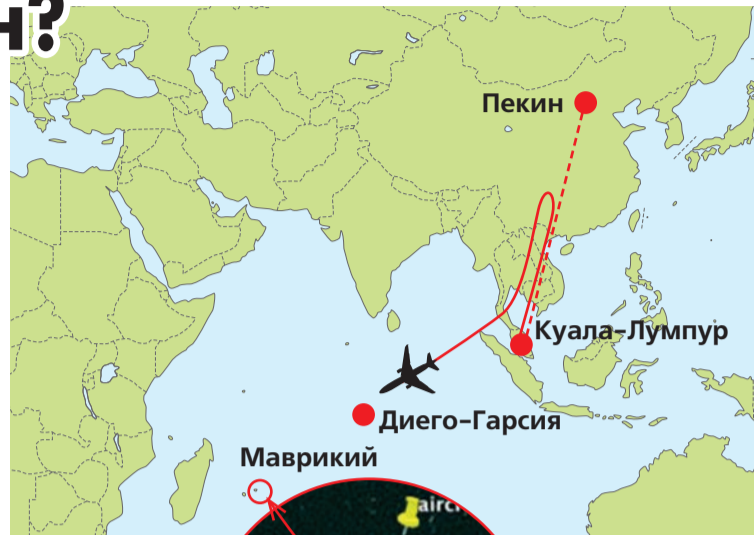 н?
Пекин
Куала-Лумпур
Диего-Гарсия
Маврикий